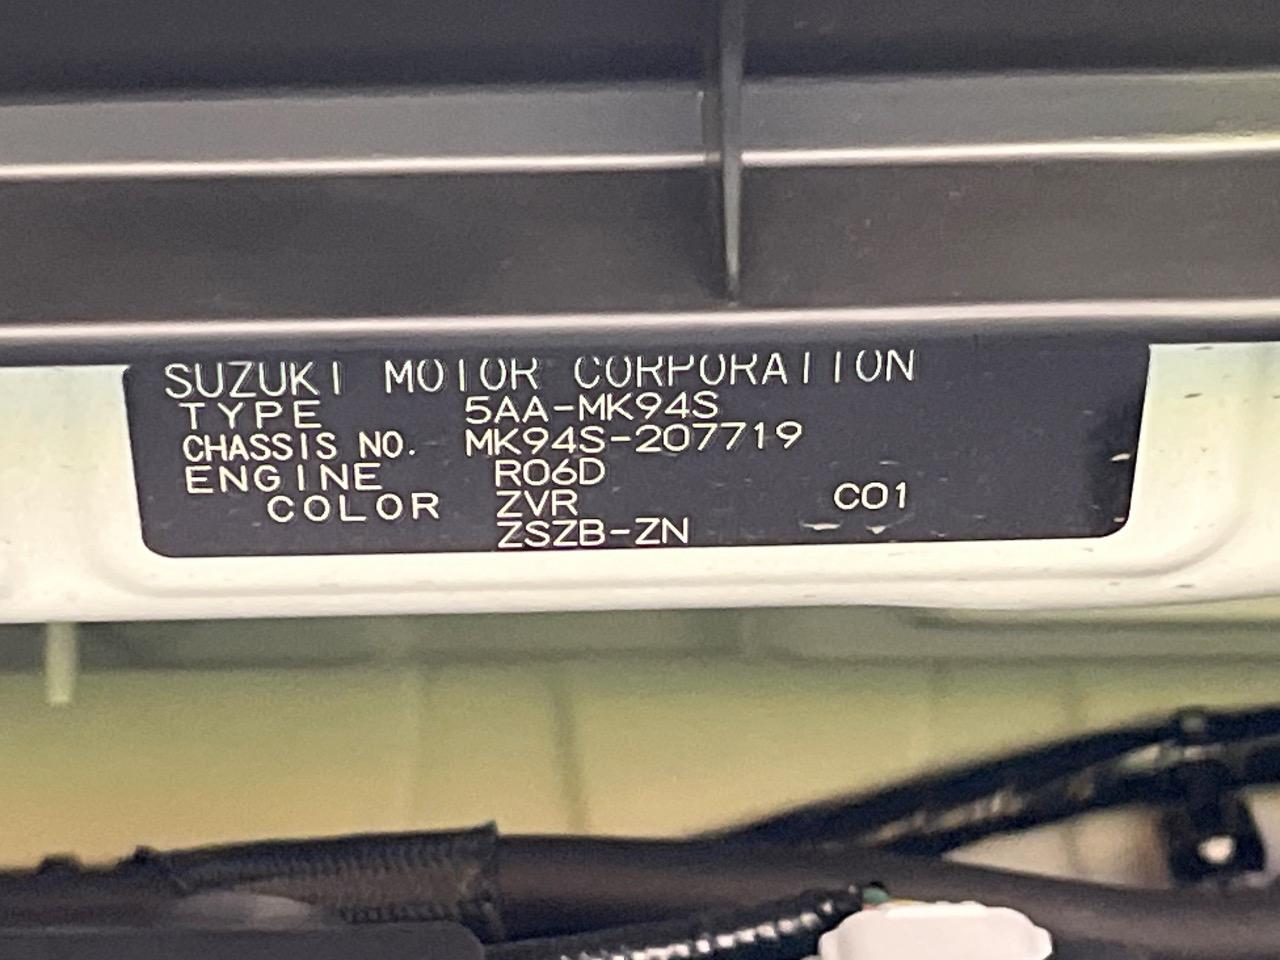 SUZUKI MOTOR CORPORATION
TYPE 5AA-MK94S
CHASSIS NO. MK94S-207719
ENGINE R06D
COLOR ZVR C01
ZSZB-ZN